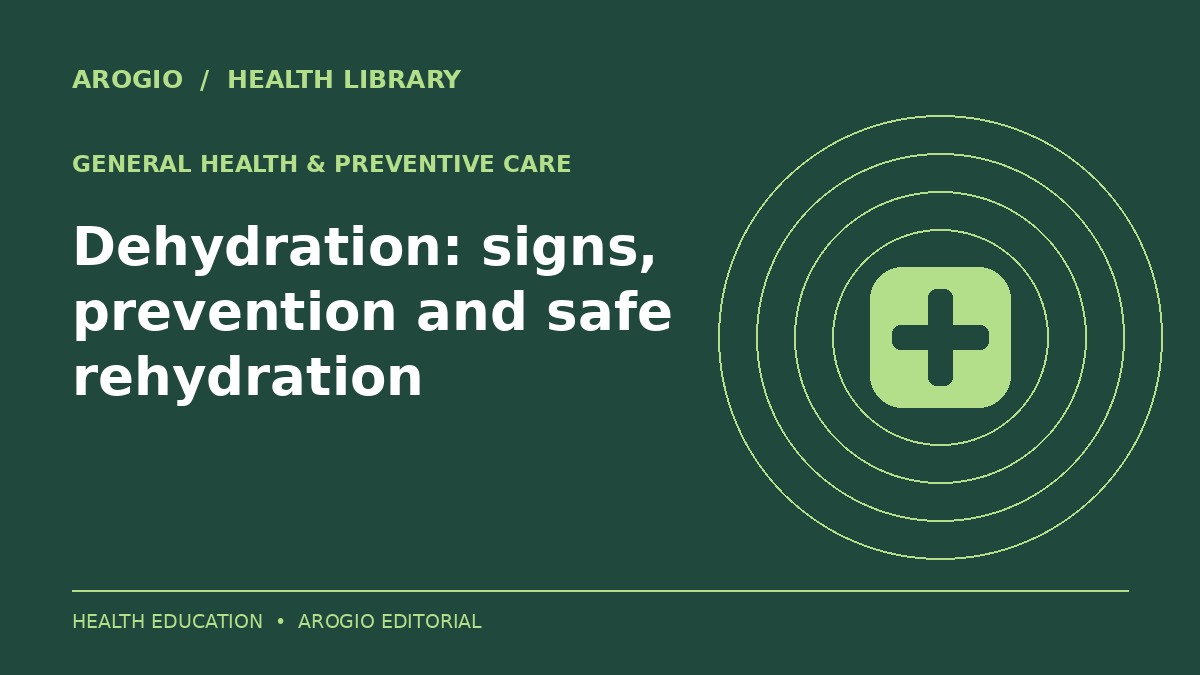 AROGIO / HEALTH LIBRARY
GENERAL HEALTH & PREVENTIVE CARE
Dehydration: signs,
prevention and safe
rehydration
HEALTH EDUCATION • AROGIO EDITORIAL